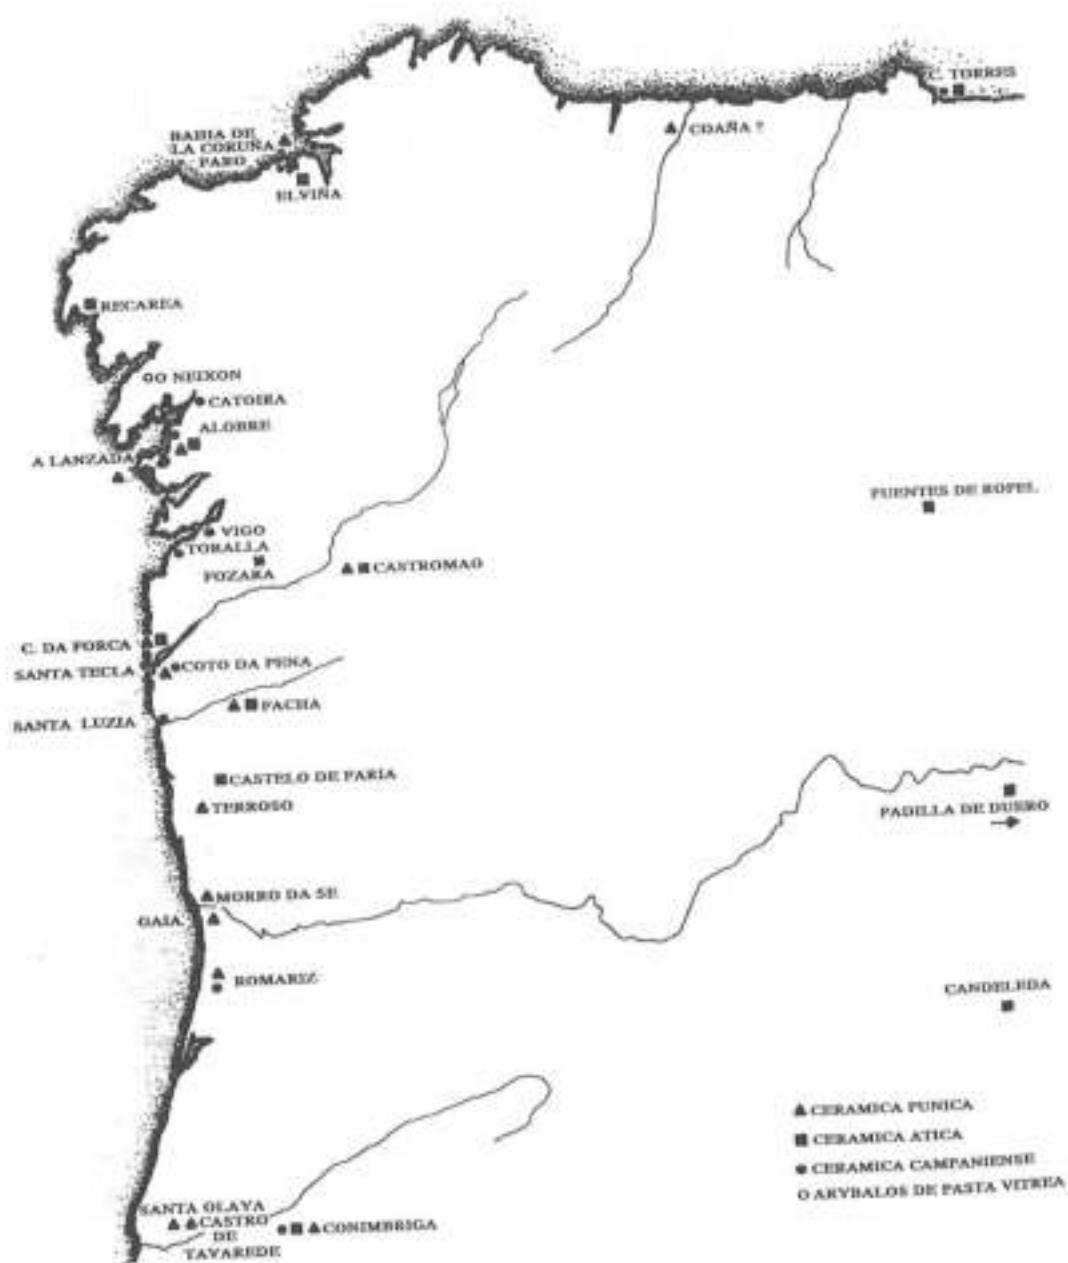 C. TORRES
COAÑA ?
BAHIA DE
LA CORUÑA
FARO
ELVIÑA
RECAREA
O NEIXON
CATOIRA
ALOBRE
A LANZADA
FUENTES DE ROPEL
VIGO
TORALLA
FOZARA
CASTROMAO
C. DA FORCA
COTO DA PENA
SANTA TECLA
FACHA
SANTA LUZIA
CASTELO DE FARIA
TERROSO
PADILLA DE DUERO
MORRO DA SE
GAIA
ROMARIZ
CANDELEDA
CERAMICA PUNICA
CERAMICA ATICA
CERAMICA CAMPANIENSE
O ARYBALOS DE PASTA VITREA
SANTA OLAYA
CASTRO
DE
TAVAREDE
CONIMBRIGA